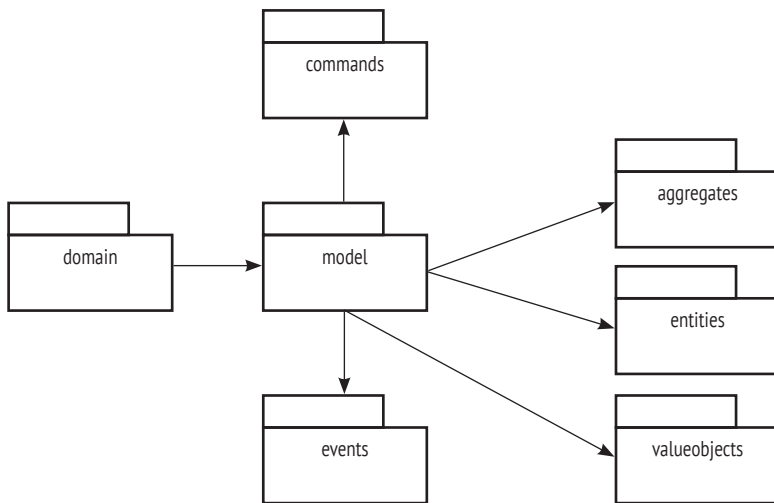 commands
aggregates
domain
model
entities
events
valueobjects